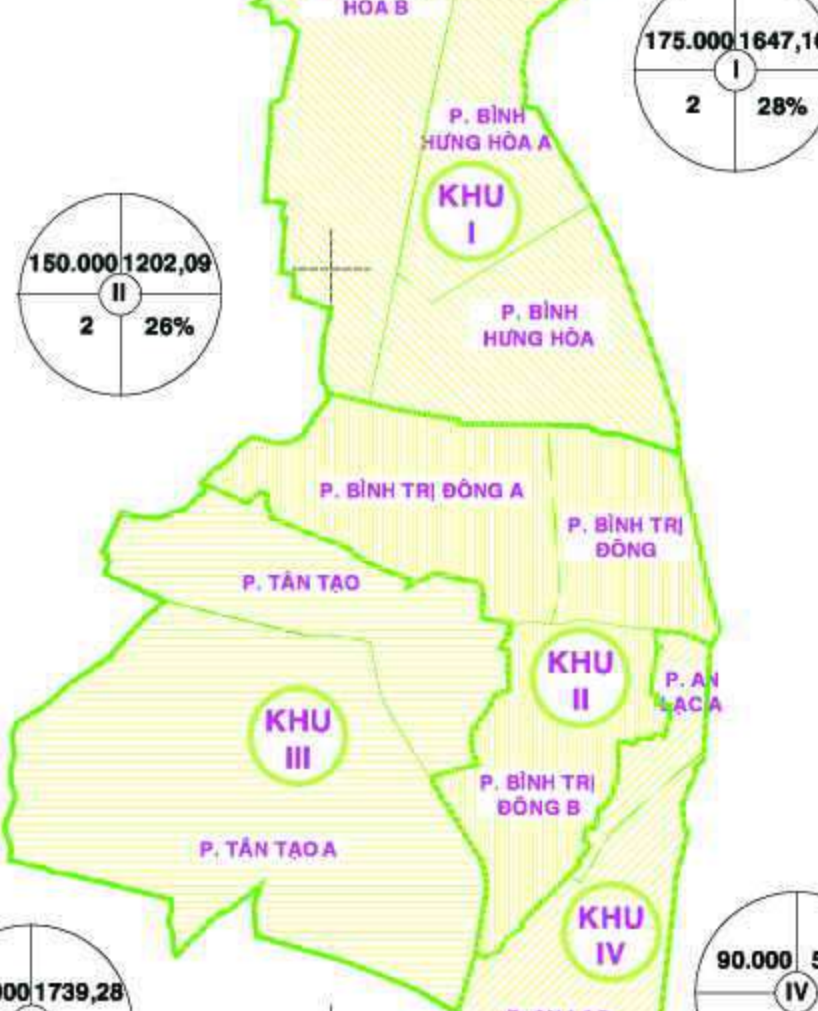 HÒA B
175.000 1647,1
I
2 28%
P. BÌNH
HƯNG HÒA A
KHU
I
150.000 1202,09
II
2 26%
P. BÌNH
HƯNG HÒA
P. BÌNH TRỊ ĐÔNG A
P. BÌNH TRỊ
ĐÔNG
P. TÂN TẠO
KHU
II
P. AN
LẠC A
KHU
III
P. BÌNH TRỊ
ĐÔNG B
P. TÂN TẠO A
KHU
IV
90.000 5
IV
00 1739,28